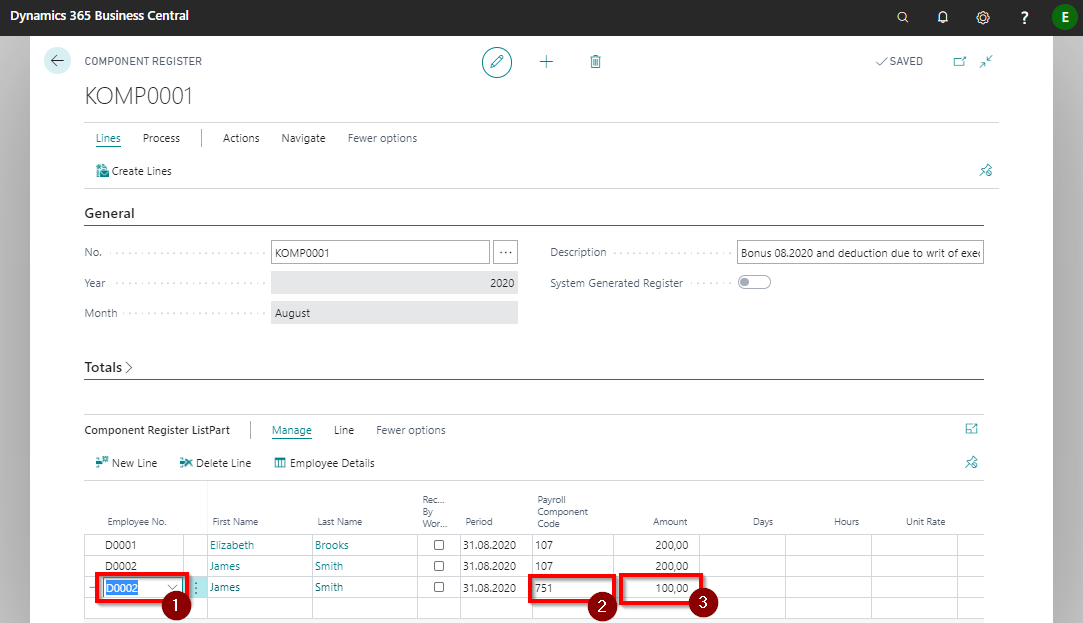 Dynamics 365 Business Central
?
E
COMPONENT REGISTER
SAVED
KOMP0001
Lines Process Actions Navigate Fewer options
Create Lines
General
No. KOMP0001 ...
Description Bonus 08.2020 and deduction due to writ of exec
Year 2020
System Generated Register
Month August
Totals
Component Register ListPart Manage Line Fewer options
New Line Delete Line Employee Details
Employee No. First Name Last Name Rec... By Wor... Period Payroll Component Code Amount Days Hours Unit Rate
D0001 Elizabeth Brooks 31.08.2020 107 200,00
D0002 James Smith 31.08.2020 107 200,00
D0002 James Smith 31.08.2020 751 100,00
1
2
3